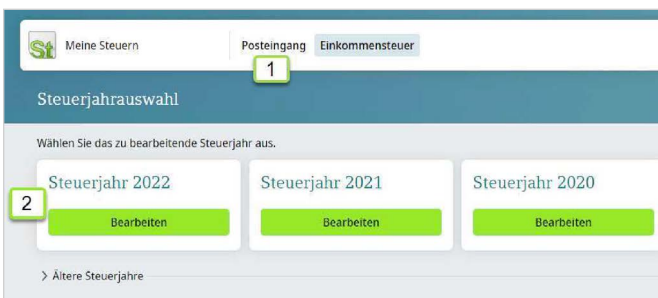 St Meine Steuern Posteingang Einkommensteuer
1
Steuerjahrauswahl
Wählen Sie das zu bearbeitende Steuerjahr aus.
Steuerjahr 2022 Steuerjahr 2021 Steuerjahr 2020
2
Bearbeiten Bearbeiten Bearbeiten
Ältere Steuerjahre